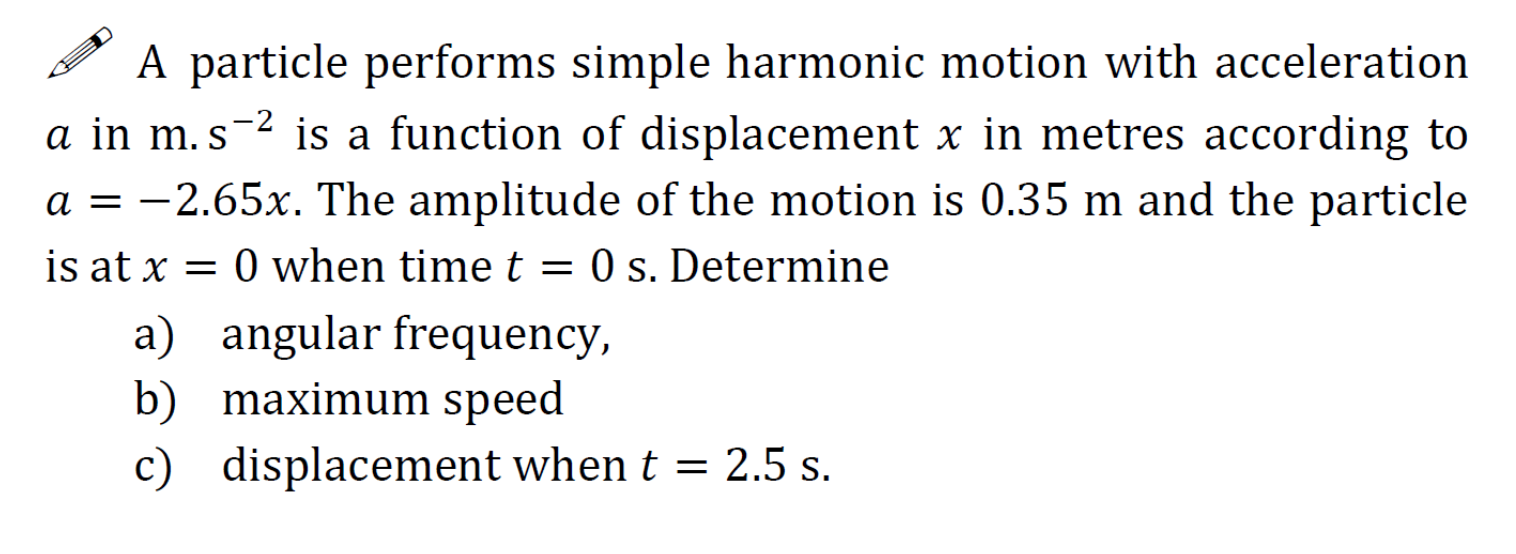 A particle performs simple harmonic motion with acceleration
a in m. s⁻² is a function of displacement x in metres according to
a = −2.65x. The amplitude of the motion is 0.35 m and the particle
is at x = 0 when time t = 0 s. Determine
a) angular frequency,
b) maximum speed
c) displacement when t = 2.5 s.